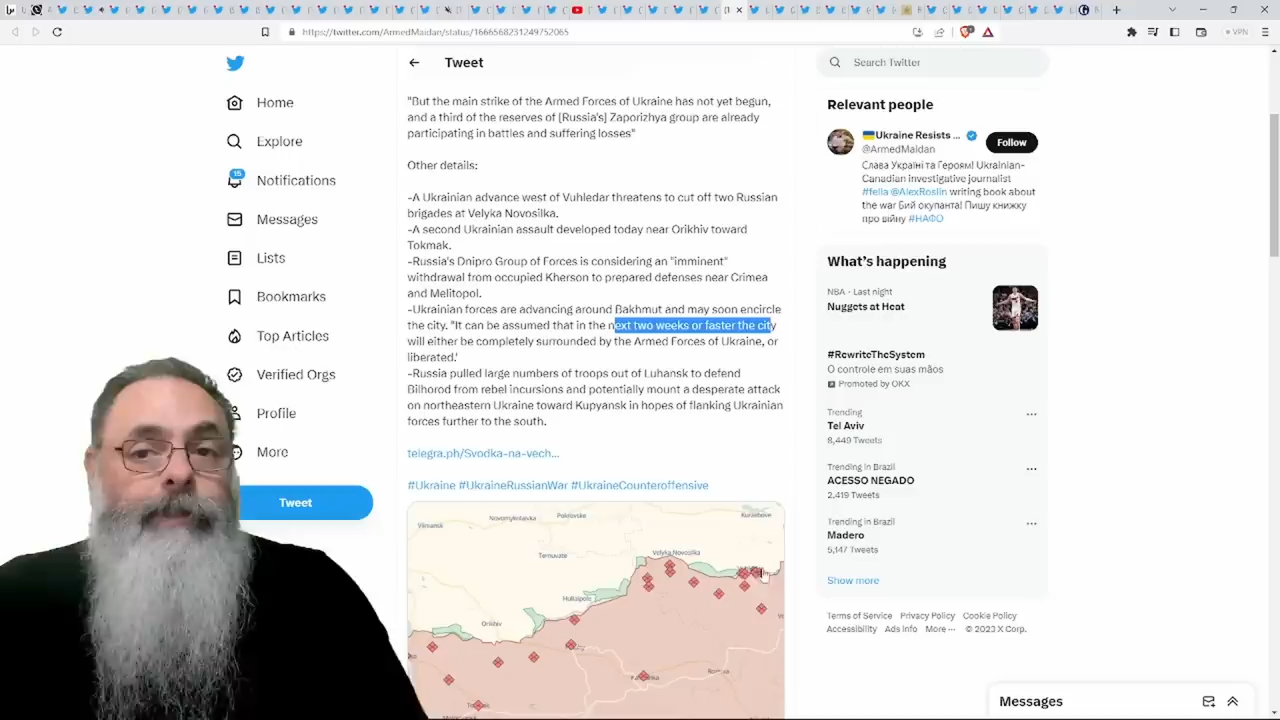 https://twitter.com/ArmedMaidan/status/1666568231249752065
VPN
Home
Explore
15
Notifications
Messages
Lists
Bookmarks
Top Articles
Verified Orgs
Profile
More
Tweet
Tweet
"But the main strike of the Armed Forces of Ukraine has not yet begun,
and a third of the reserves of [Russia's] Zaporizhya group are already
participating in battles and suffering losses"
Other details:
-A Ukrainian advance west of Vuhledar threatens to cut off two Russian
brigades at Velyka Novosilka.
-A second Ukrainian assault developed today near Orikhiv toward
Tokmak.
-Russia's Dnipro Group of Forces is considering an "imminent"
withdrawal from occupied Kherson to prepared defenses near Crimea
and Melitopol.
-Ukrainian forces are advancing around Bakhmut and may soon encircle
the city. "It can be assumed that in the next two weeks or faster the city
will either be completely surrounded by the Armed Forces of Ukraine, or
liberated.'
-Russia pulled large numbers of troops out of Luhansk to defend
Bilhorod from rebel incursions and potentially mount a desperate attack
on northeastern Ukraine toward Kupyansk in hopes of flanking Ukrainian
forces further to the south.
telegra.ph/Svodka-na-vech...
#Ukraine #UkraineRussianWar #UkraineCounteroffensive
Vilniansk
Novomykolaivka
Pokrovske
Kurakhove
Ternuvate
Velyka Novosilka
Huliaipole
Orikhiv
Search Twitter
Relevant people
Ukraine Resists ...
@ArmedMaidan
Follow
Слава Україні та Героям! Ukrainian-
Canadian investigative journalist
#fella @AlexRoslin writing book about
the war Бий окупанта! Пишу книжку
про війну #НАФО
What's happening
NBA · Last night
Nuggets at Heat
#RewriteTheSystem
O controle em suas mãos
Promoted by OKX
Trending
Tel Aviv
8,449 Tweets
Trending in Brazil
ACESSO NEGADO
2,419 Tweets
Trending in Brazil
Madero
5,147 Tweets
Show more
Terms of Service Privacy Policy Cookie Policy
Accessibility Ads info More ··· © 2023 X Corp.
Messages